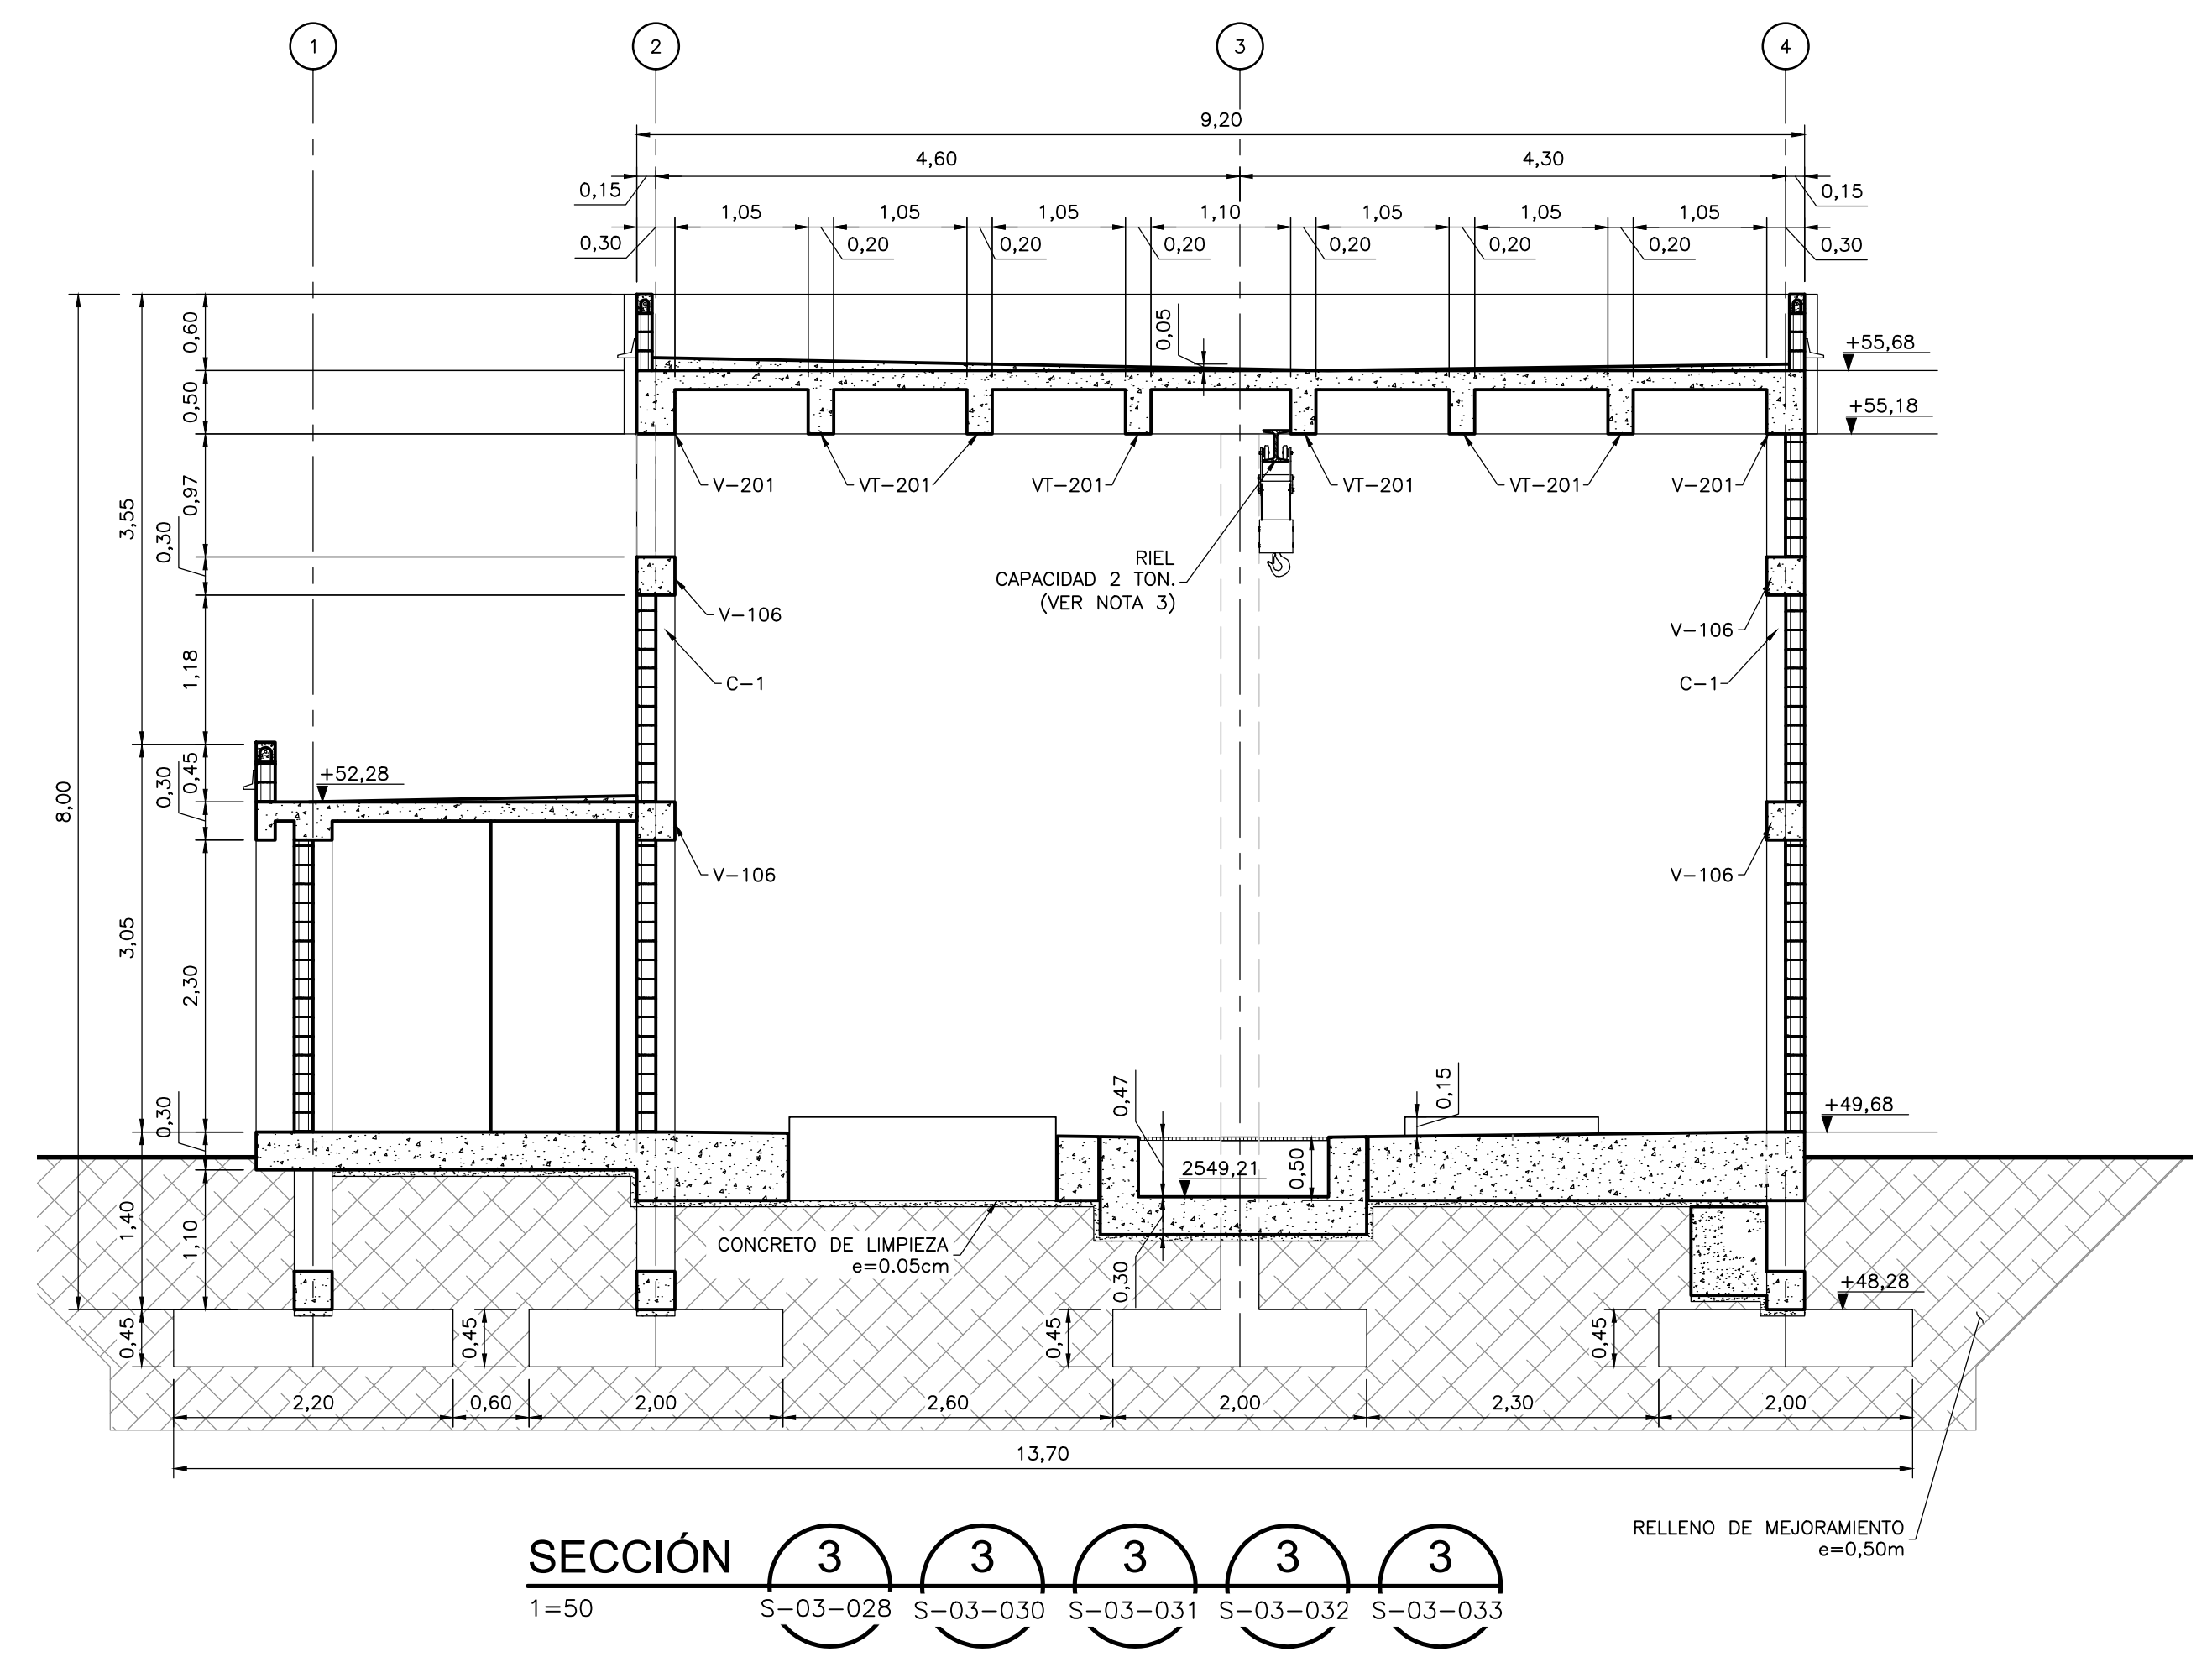 1
2
3
4
9,20
4,60
4,30
0,15
0,15
1,05
1,05
1,05
1,10
1,05
1,05
1,05
0,30
0,20
0,20
0,20
0,20
0,20
0,20
0,30
0,60
0,05
+55,68
0,50
+55,18
V-201
VT-201
VT-201
VT-201
VT-201
V-201
0,97
3,55
0,30
RIEL
CAPACIDAD 2 TON.
(VER NOTA 3)
V-106
V-106
1,18
C-1
C-1
8,00
0,30
0,45
+52,28
V-106
V-106
3,05
2,30
0,47
0,15
0,30
+49,68
2549,21
0,50
1,40
1,10
CONCRETO DE LIMPIEZA
e=0.05cm
0,30
+48,28
0,45
0,45
0,45
0,45
2,20
0,60
2,00
2,60
2,00
2,30
2,00
13,70
RELLENO DE MEJORAMIENTO
e=0,50m
SECCIÓN
3
3
3
3
3
1=50
S-03-028
S-03-030
S-03-031
S-03-032
S-03-033